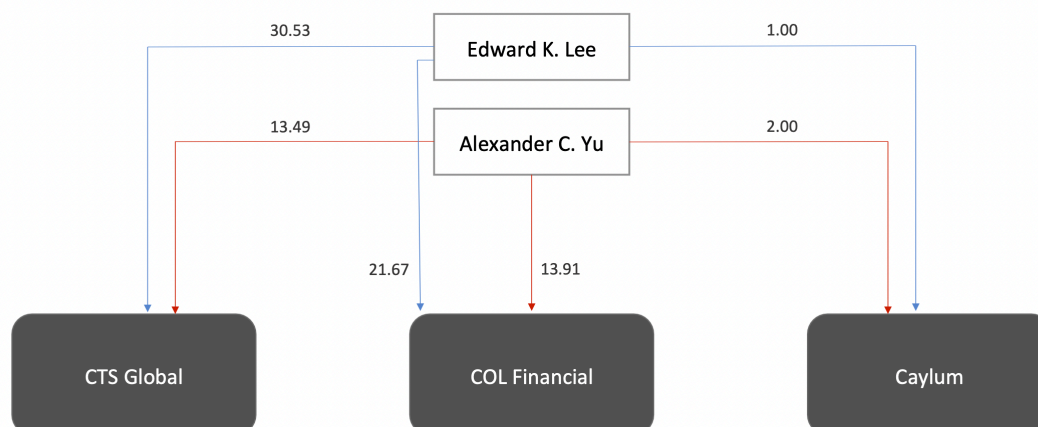 30.53
Edward K. Lee
1.00
13.49
Alexander C. Yu
2.00
21.67
13.91
CTS Global
COL Financial
Caylum